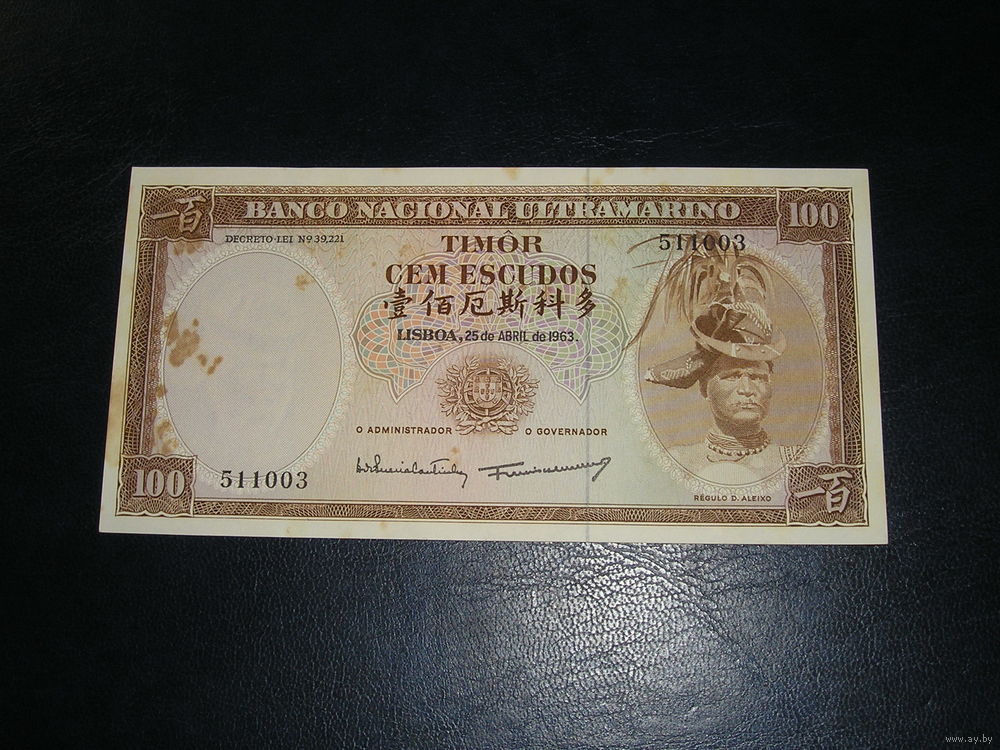 一百 BANCO NACIONAL ULTRAMARINO 100
DECRETO-LEI Nº 39,221
TIMÔR
511003
CEM ESCUDOS
壹佰厄斯科多
LISBOA, 25 de ABRIL de 1963.
O ADMINISTRADOR O GOVERNADOR
100 511003
RÉGULO D. ALEIXO
一百
www.ay.by